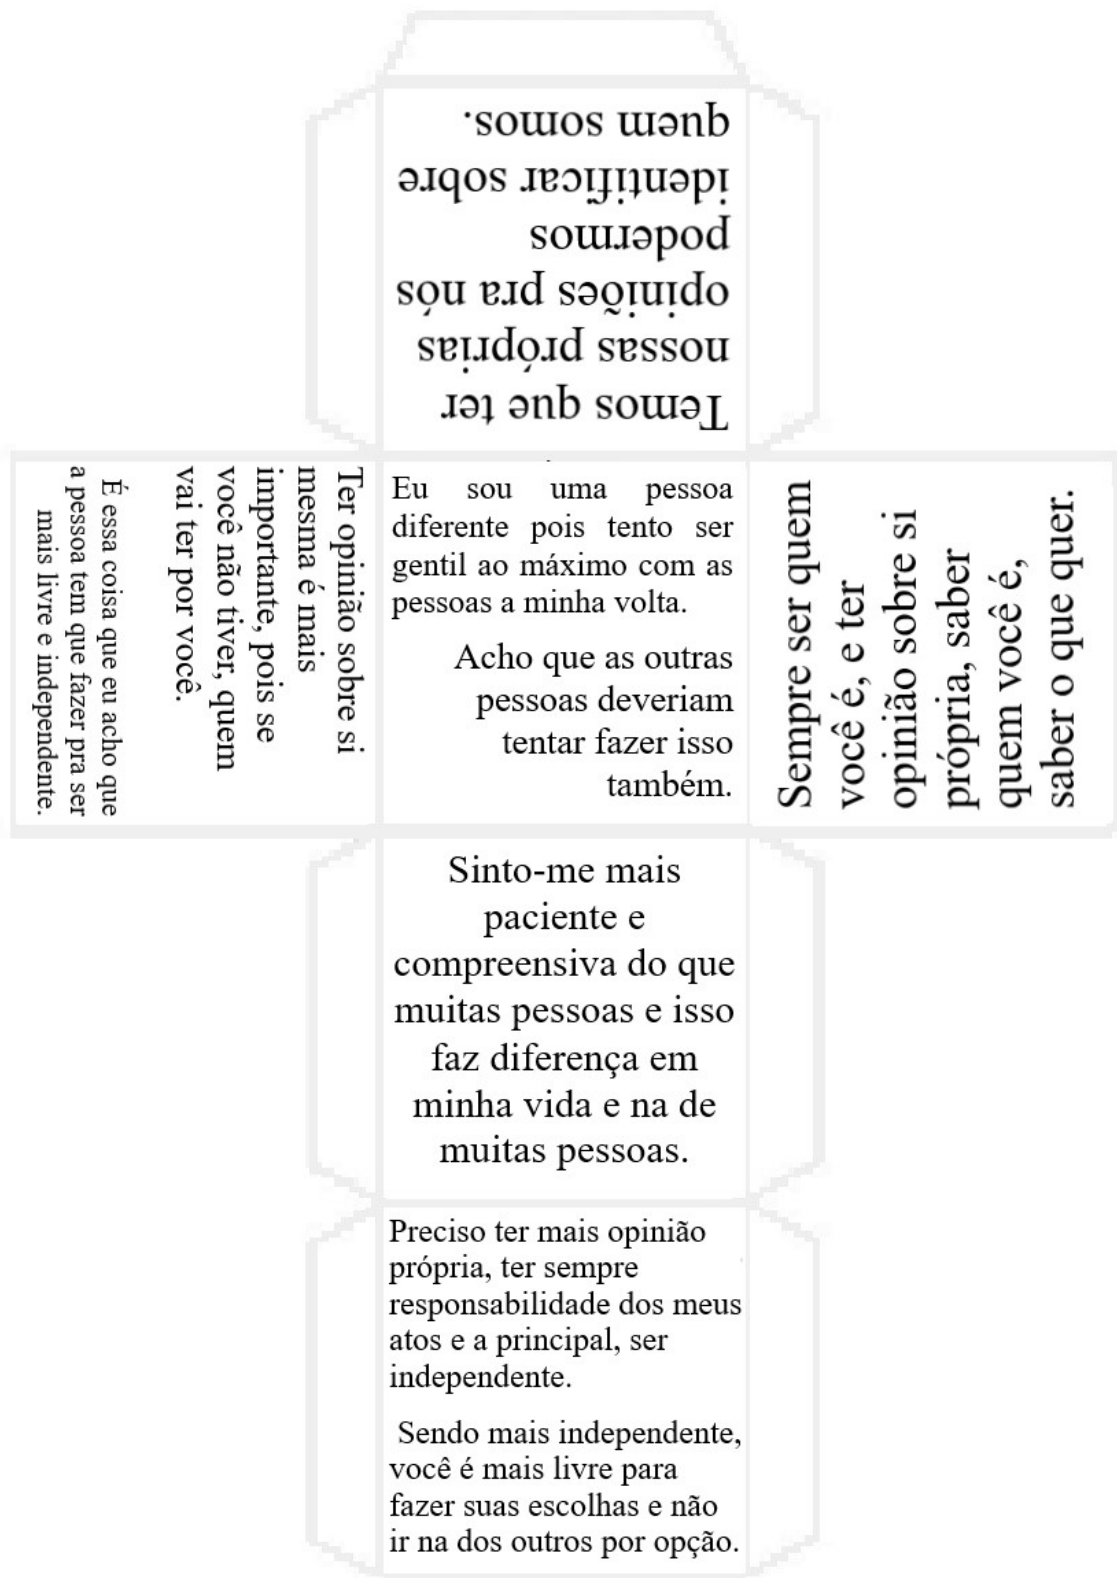 Temos que ter
nossas próprias
opiniões pra nós
podermos
identificar sobre
quem somos.
Ter opinião sobre si
mesma é mais
importante, pois se
você não tiver, quem
vai ter por você.
É essa coisa que eu acho que
a pessoa tem que fazer pra ser
mais livre e independente.
Eu sou uma pessoa
diferente pois tento ser
gentil ao máximo com as
pessoas a minha volta.
Acho que as outras
pessoas deveriam
tentar fazer isso
também.
Sempre ser quem
você é, e ter
opinião sobre si
própria, saber
quem você é,
saber o que quer.
Sinto-me mais
paciente e
compreensiva do que
muitas pessoas e isso
faz diferença em
minha vida e na de
muitas pessoas.
Preciso ter mais opinião
própria, ter sempre
responsabilidade dos meus
atos e a principal, ser
independente.
Sendo mais independente,
você é mais livre para
fazer suas escolhas e não
ir na dos outros por opção.